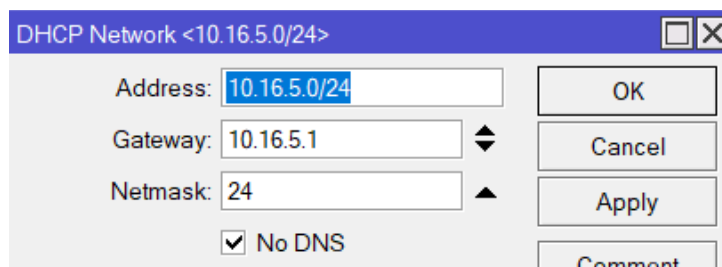 DHCP Network <10.16.5.0/24>
Address: 10.16.5.0/24
OK
Gateway: 10.16.5.1
Cancel
Netmask: 24
Apply
No DNS
Comment